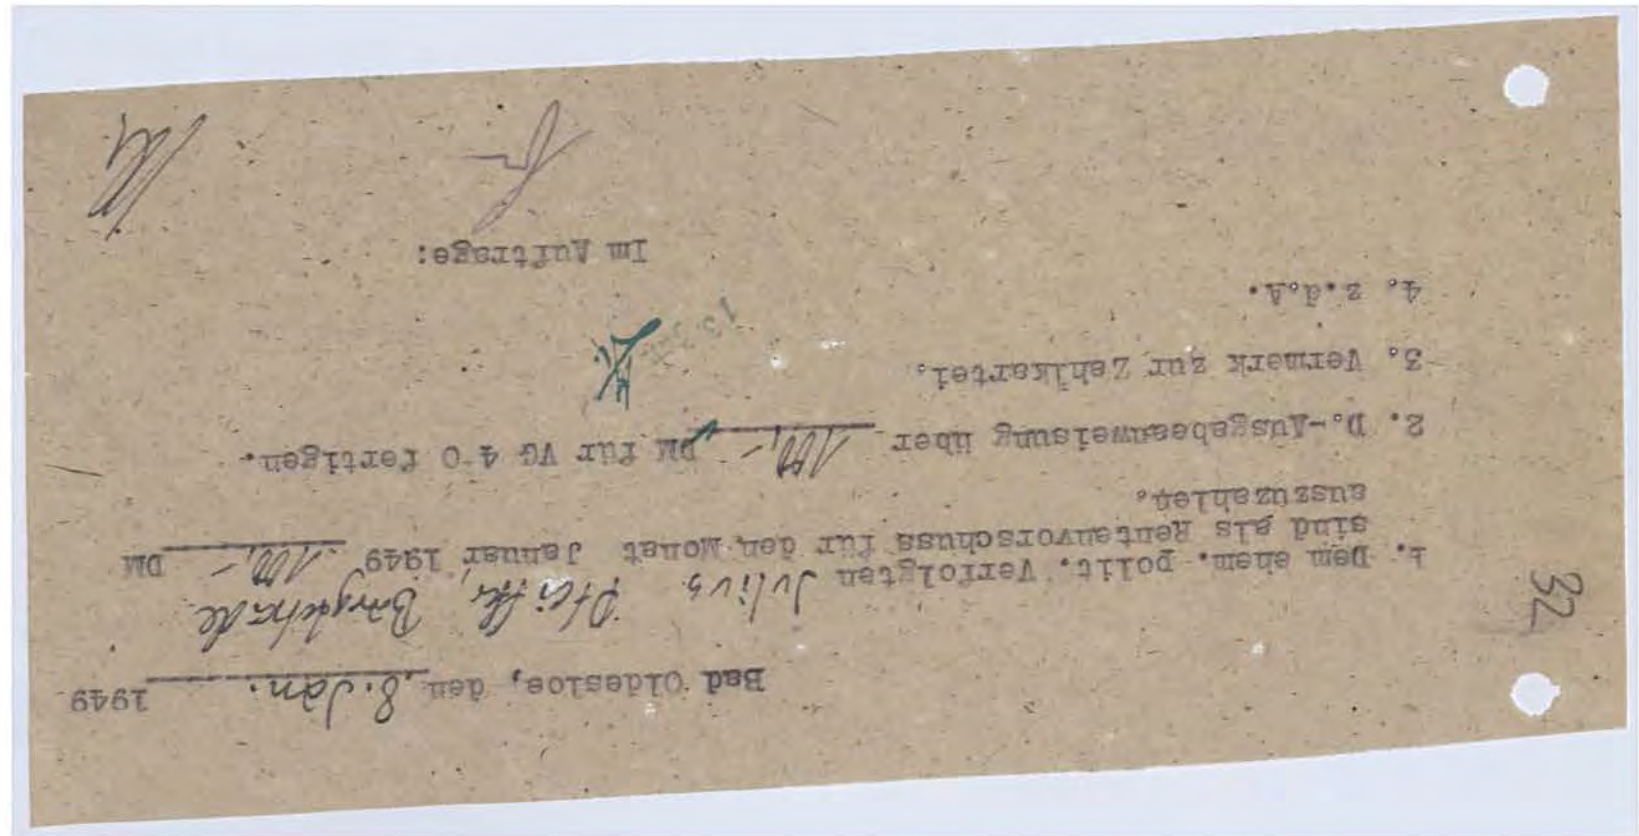 Bad Oldesloe, den 8. Jan. 1949
1. Dem ehem. polit. Verfolgten Julius Pfeiffer, Bargteheide
sind als Rentenvorschuss für den Monat Januar 1949 100,- DM
auszuzahlen.
2. D.-Ausgabeanweisung über 100,- DM für VG 4 0 fertigen.
3. Vermerk zur Zahlkartei.
4. z.d.A.
Im Auftrage:
32